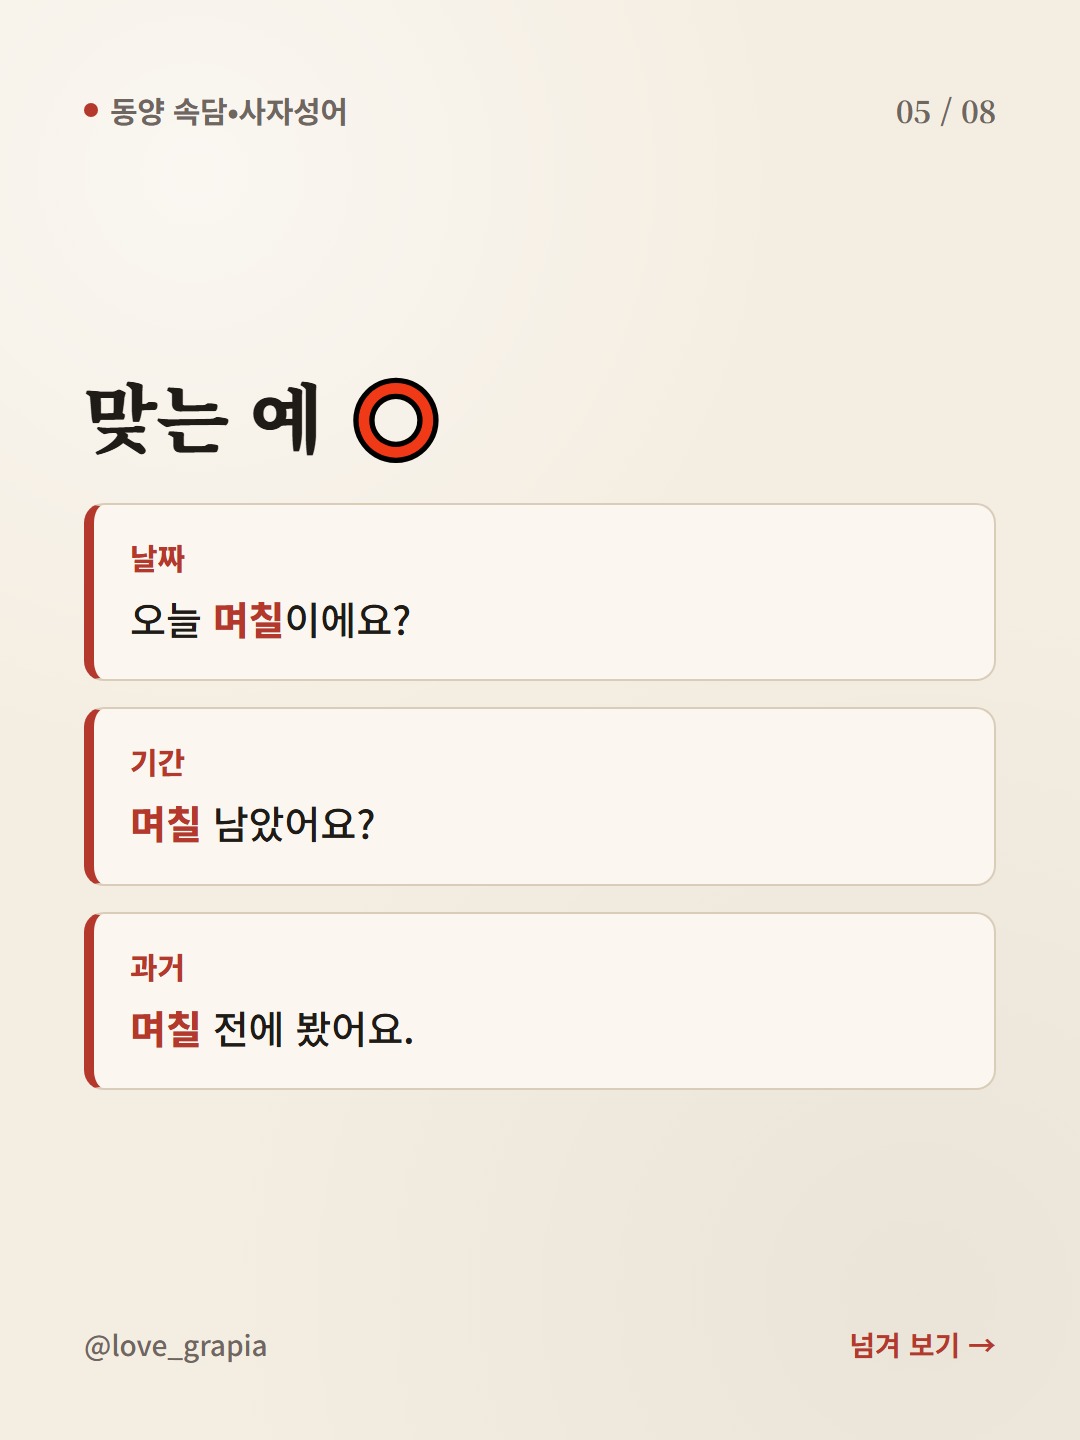 동양 속담•사자성어
05 / 08
맞는 예 ⭕
날짜
오늘 며칠이에요?
기간
며칠 남았어요?
과거
며칠 전에 봤어요.
@love_grapia
넘겨 보기 →